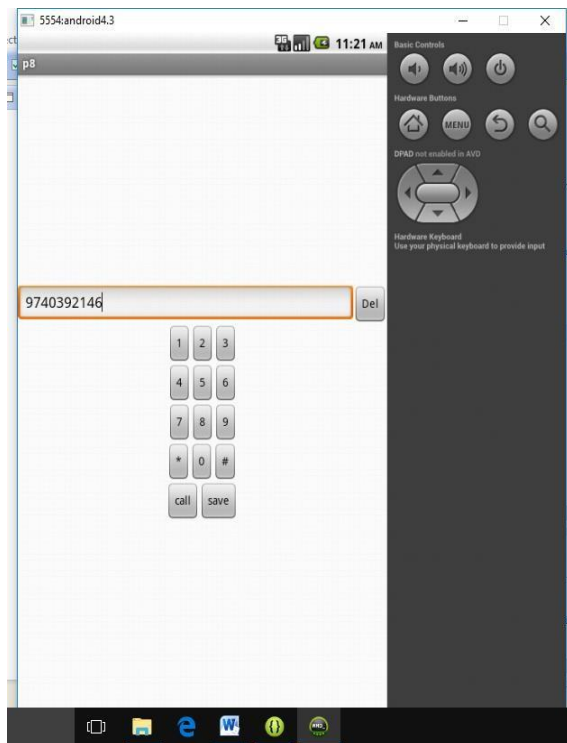 5554:android4.3
3G
11:21 AM
p8
9740392146
Del
1 2 3
4 5 6
7 8 9
* 0 #
call save
Basic Controls
Hardware Buttons
MENU
DPAD not enabled in AVD
Hardware Keyboard
Use your physical keyboard to provide input